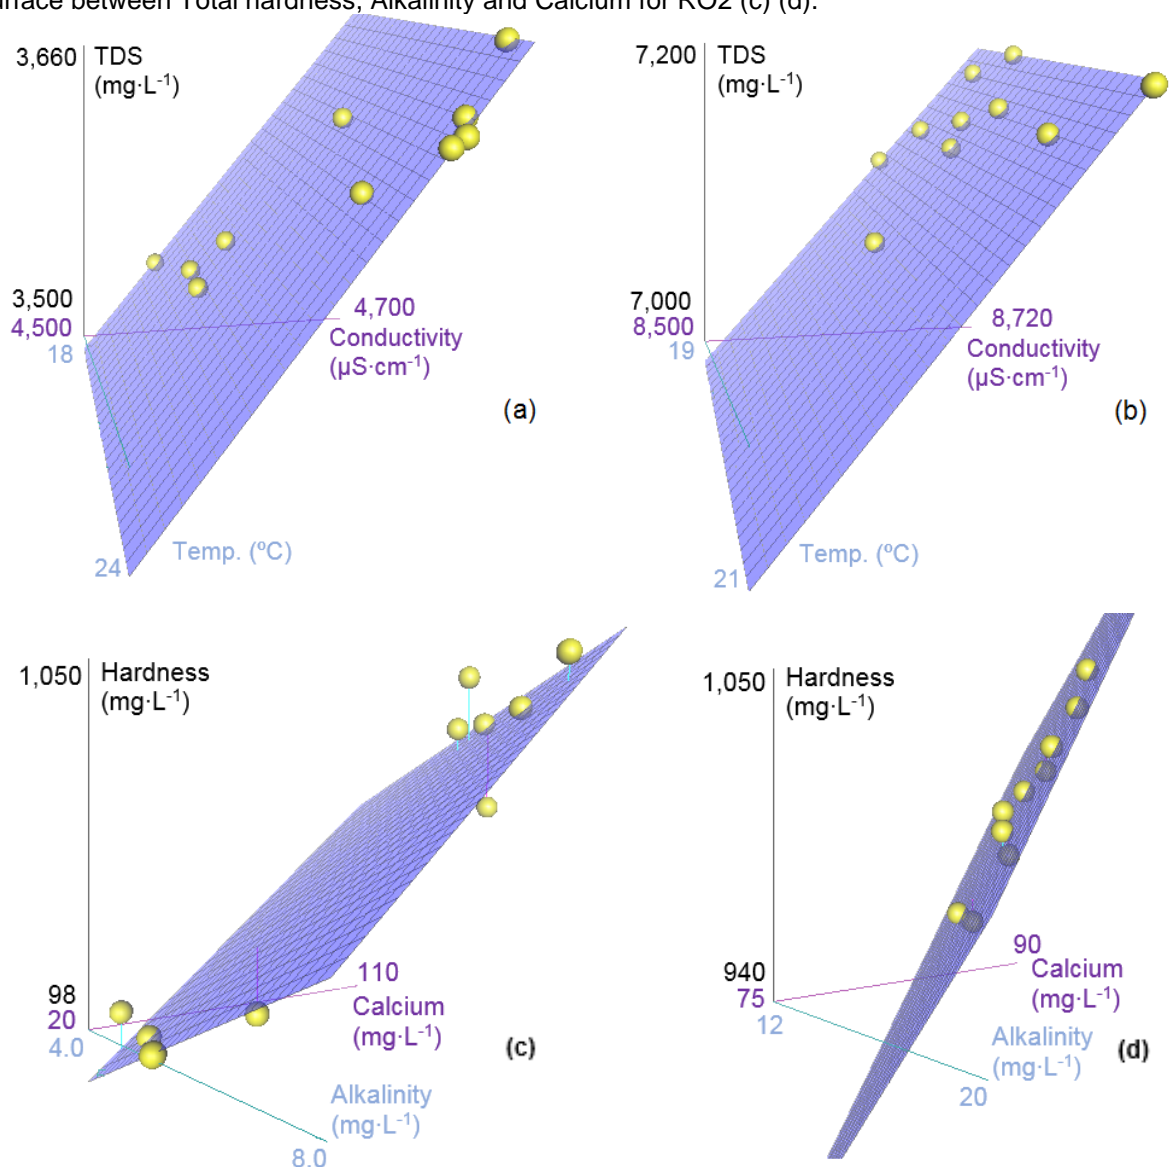 urface between Total hardness, Alkalinity and Calcium for RO2 (c) (d).
3,660 TDS
(mg·L-1)
3,500
4,500
18
4,700
Conductivity
(µS·cm-1)
(a)
Temp. (ºC)
24
7,200 TDS
(mg·L-1)
7,000
8,500
19
8,720
Conductivity
(µS·cm-1)
(b)
Temp. (ºC)
21
1,050 Hardness
(mg·L-1)
98
20
4.0
110
Calcium
(mg·L-1)
(c)
Alkalinity
(mg·L-1)
8.0
1,050 Hardness
(mg·L-1)
940
75
12
90
Calcium
(mg·L-1)
Alkalinity
(mg·L-1)
(d)
20